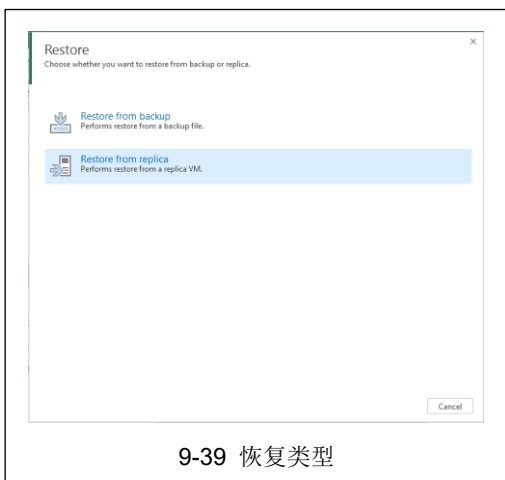 Restore
Choose whether you want to restore from backup or replica.
Restore from backup
Performs restore from a backup file.
Restore from replica
Performs restore from a replica VM.
Cancel
9-39 恢复类型